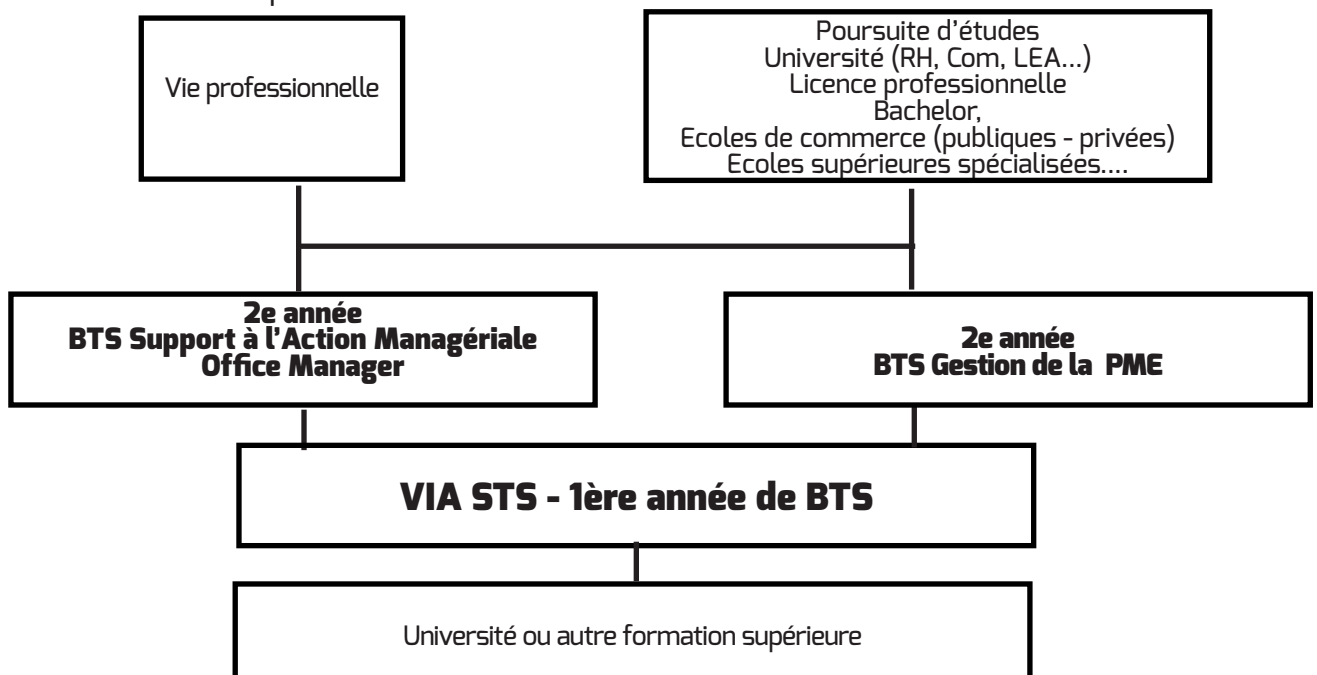 Vie professionnelle
Poursuite d'études
Université (RH, Com, LEA...)
Licence professionnelle
Bachelor,
Ecoles de commerce (publiques - privées)
Ecoles supérieures spécialisées....
2e année
BTS Support à l'Action Managériale
Office Manager
2e année
BTS Gestion de la PME
VIA STS - 1ère année de BTS
Université ou autre formation supérieure